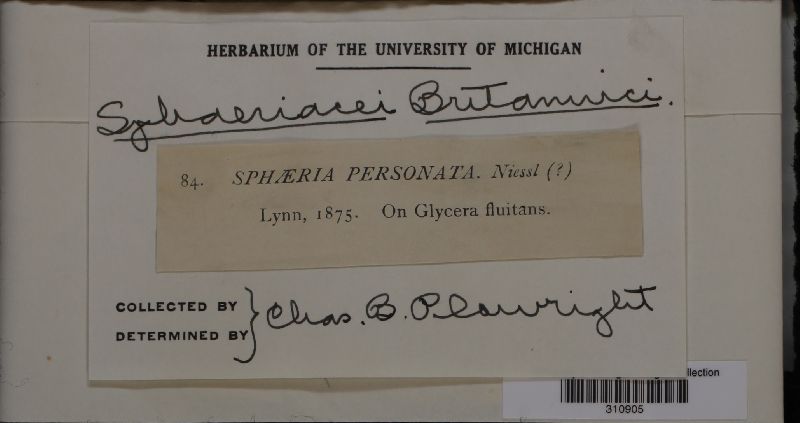 HERBARIUM OF THE UNIVERSITY OF MICHIGAN
Sphaeriacei Britannici.
84. SPHÆRIA PERSONATA. Niessl (?)
Lynn, 1875. On Glycera fluitans.
COLLECTED BY
DETERMINED BY } Chas. B. Plowright
llection
310905